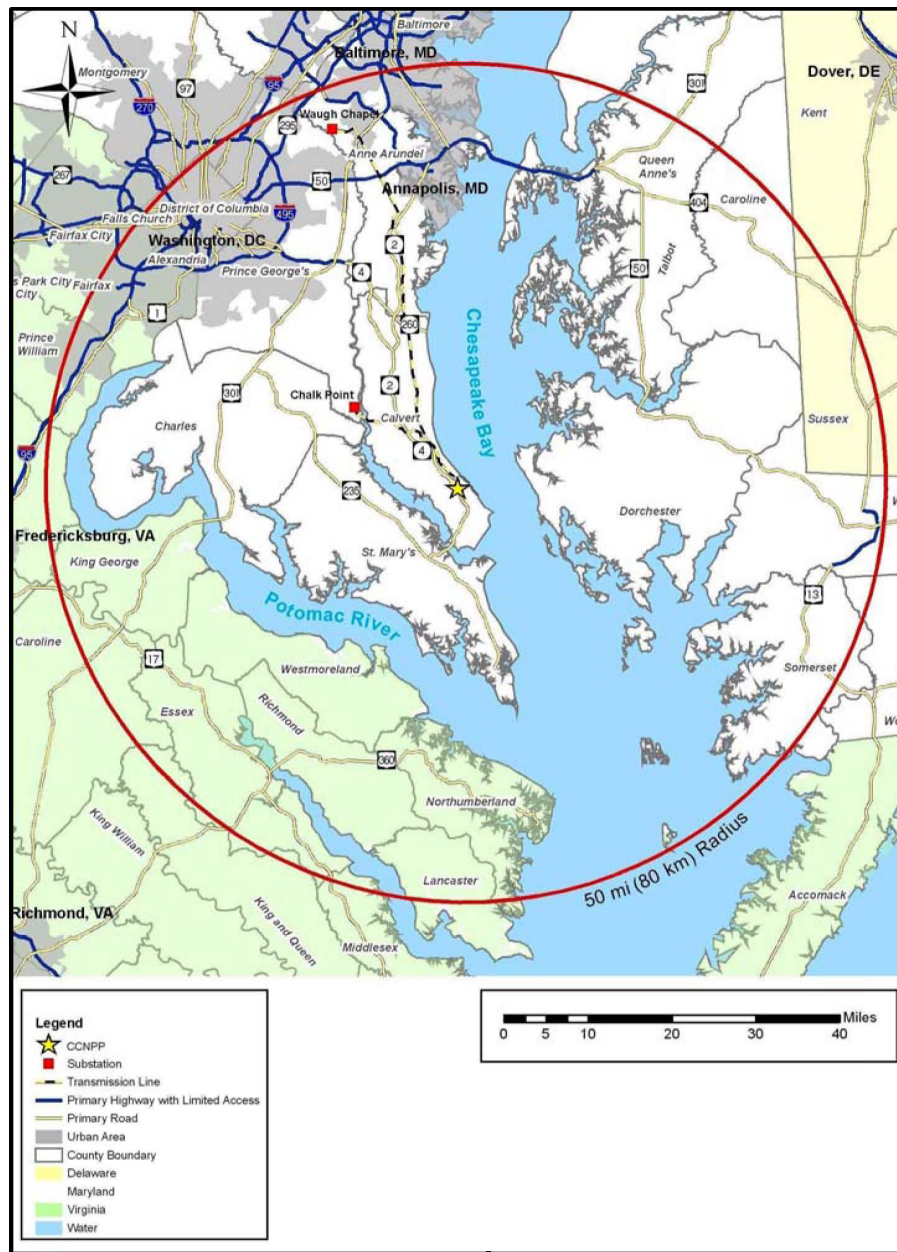 N
Baltimore
Baltimore, MD
Montgomery
97
95
270
301
Dover, DE
Kent
295
Waugh Chapel
Anne Arundel
Queen
Anne's
267
50
Annapolis, MD
404
Caroline
District of Columbia
Falls Church
495
Fairfax City
Washington, DC
2
Alexandria
Prince George's
4
50
Talbot
s Park City
Fairfax
City
1
260
Chesapeake Bay
Prince
William
301
Chalk Point
2
Calvert
Charles
Sussex
95
4
235
Dorchester
Fredericksburg, VA
St. Mary's
King George
Potomac River
13
Caroline
17
Westmoreland
Somerset
Essex
Richmond
360
Northumberland
King William
50 mi (80 km) Radius
Lancaster
Accomack
Richmond, VA
King and Queen
Middlesex
Legend
CCNPP
Substation
Transmission Line
Primary Highway with Limited Access
Primary Road
Urban Area
County Boundary
Delaware
Maryland
Virginia
Water
Miles
0 5 10 20 30 40